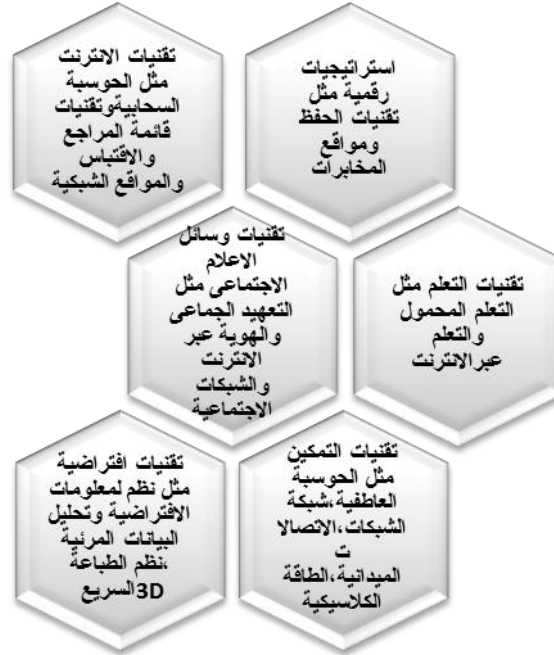 استراتيجيات
رقمية مثل
تقنيات الحفظ
ومواقع
المخابرات
تقنيات الانترنت
مثل الحوسبة
السحابيةوتقنيات
قائمة المراجع
والاقتباس
والمواقع الشبكية
تقنيات التعلم مثل
التعلم المحمول
والتعلم
عبرالانترنت
تقنيات وسائل
الاعلام
الاجتماعى مثل
التعهيد الجماعى
والهوية عبر
الانترنت
والشبكات
الاجتماعية
تقنيات التمكين
مثل الحوسبة
العاطفية،شبكة
الشبكات،الاتصالا
ت
الميدانية،الطاقة
الكلاسيكية
تقنيات افتراضية
مثل نظم لمعلومات
الافتراضية وتحليل
البيانات المرئية
،نظم الطباعة
3Dالسريع